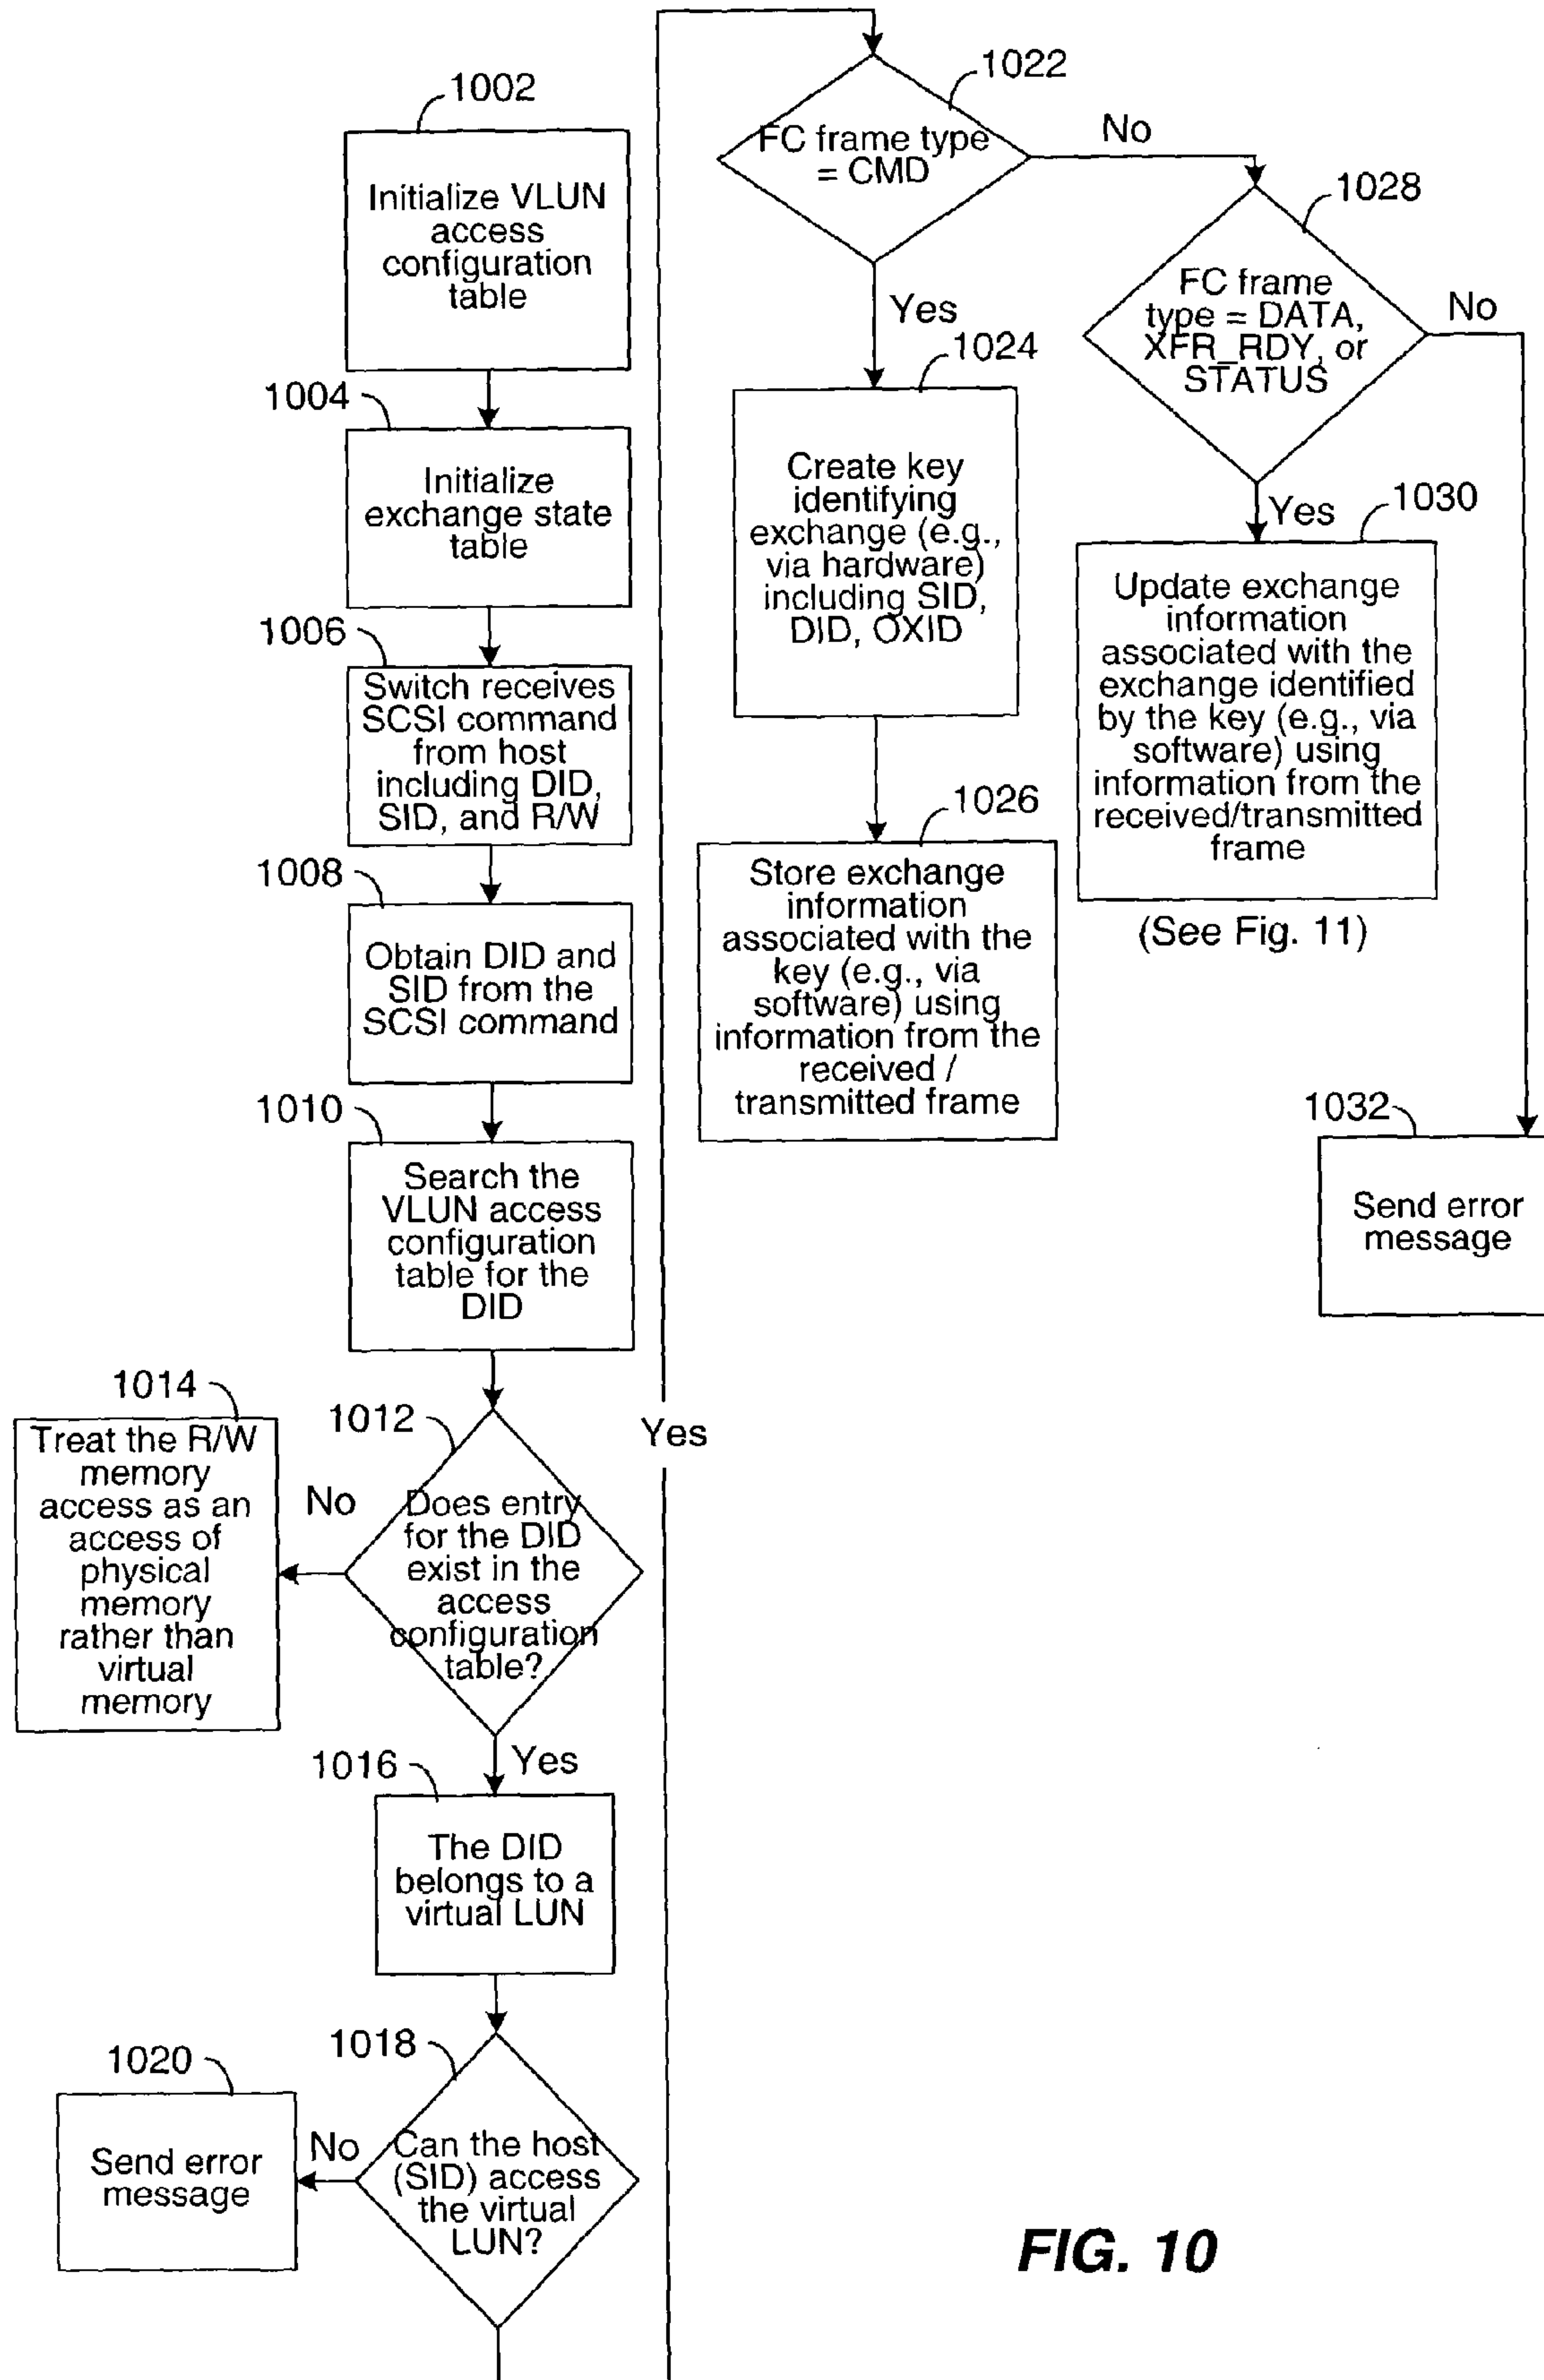 1002
Initialize VLUN
access
configuration
table
1004
Initialize
exchange state
table
1006
Switch receives
SCSI command
from host
including DID,
SID, and R/W
1008
Obtain DID and
SID from the
SCSI command
1010
Search the
VLUN access
configuration
table for the
DID
1012
Does entry
for the DID
exist in the
access
configuration
table?
No
1014
Treat the R/W
memory
access as an
access of
physical
memory
rather than
virtual
memory
Yes
1016
The DID
belongs to a
virtual LUN
1018
Can the host
(SID) access
the virtual
LUN?
No
1020
Send error
message
Yes
1022
FC frame type
= CMD
No
Yes
1024
Create key
identifying
exchange (e.g.,
via hardware)
including SID,
DID, OXID
1026
Store exchange
information
associated with the
key (e.g., via
software) using
information from the
received /
transmitted frame
1028
FC frame
type = DATA,
XFR_RDY, or
STATUS
No
Yes
1030
Update exchange
information
associated with the
exchange identified
by the key (e.g., via
software) using
information from the
received/transmitted
frame
(See Fig. 11)
1032
Send error
message
FIG. 10